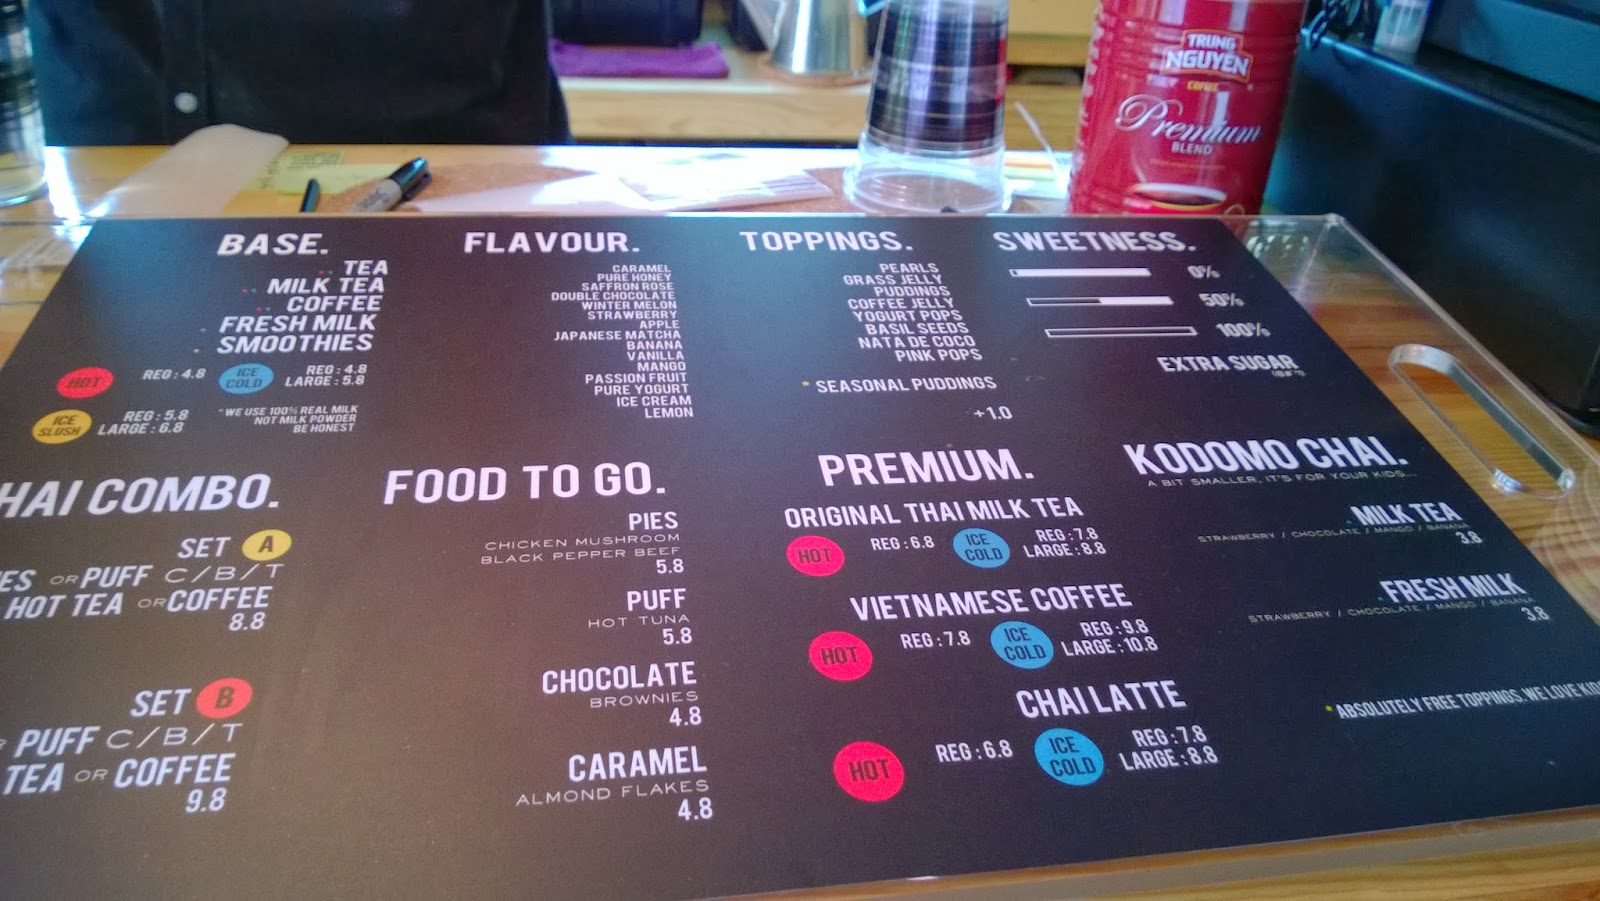 TRUNG
NGUYEN
COFFEE
1
Premium
BLEND
BASE.
TEA
MILK TEA
COFFEE
FRESH MILK
SMOOTHIES
HOT
REG : 4.8
ICE
COLD
REG : 4.8
LARGE : 5.8
ICE
SLUSH
REG : 5.8
LARGE : 6.8
*WE USE 100% REAL MILK
NOT MILK POWDER
BE HONEST
FLAVOUR.
CARAMEL
PURE HONEY
SAFFRON ROSE
DOUBLE CHOCOLATE
WINTER MELON
STRAWBERRY
APPLE
JAPANESE MATCHA
BANANA
VANILLA
MANGO
PASSION FRUIT
PURE YOGURT
ICE CREAM
LEMON
TOPPINGS.
PEARLS
GRASS JELLY
PUDDINGS
COFFEE JELLY
YOGURT POPS
BASIL SEEDS
NATA DE COCO
PINK POPS
* SEASONAL PUDDINGS
+1.0
SWEETNESS.
0%
50%
100%
EXTRA SUGAR
HAI COMBO.
SET A
ES OR PUFF C/B/T
HOT TEA OR COFFEE
8.8
SET B
PUFF C/B/T
TEA OR COFFEE
9.8
FOOD TO GO.
PIES
CHICKEN MUSHROOM
BLACK PEPPER BEEF
5.8
PUFF
HOT TUNA
5.8
CHOCOLATE
BROWNIES
4.8
CARAMEL
ALMOND FLAKES
4.8
PREMIUM.
ORIGINAL THAI MILK TEA
HOT
REG : 6.8
ICE
COLD
REG : 7.8
LARGE : 8.8
VIETNAMESE COFFEE
HOT
REG : 7.8
ICE
COLD
REG : 9.8
LARGE : 10.8
CHAI LATTE
HOT
REG : 6.8
ICE
COLD
REG : 7.8
LARGE : 8.8
KODOMO CHAI.
A BIT SMALLER, IT'S FOR YOUR KIDS...
MILK TEA
STRAWBERRY / CHOCOLATE / MANGO / BANANA
3.8
FRESH MILK
STRAWBERRY / CHOCOLATE / MANGO / BANANA
3.8
* ABSOLUTELY FREE TOPPINGS. WE LOVE KID